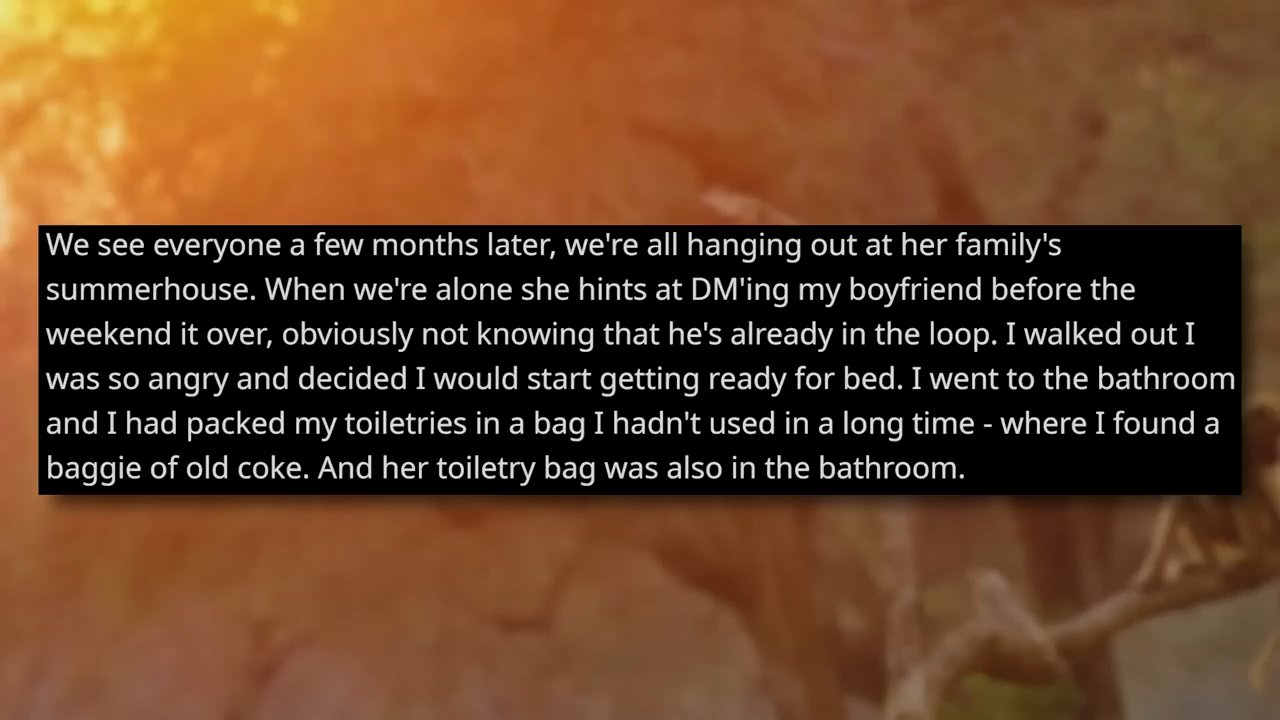 We see everyone a few months later, we're all hanging out at her family's
summerhouse. When we're alone she hints at DM'ing my boyfriend before the
weekend it over, obviously not knowing that he's already in the loop. I walked out I
was so angry and decided I would start getting ready for bed. I went to the bathroom
and I had packed my toiletries in a bag I hadn't used in a long time - where I found a
baggie of old coke. And her toiletry bag was also in the bathroom.